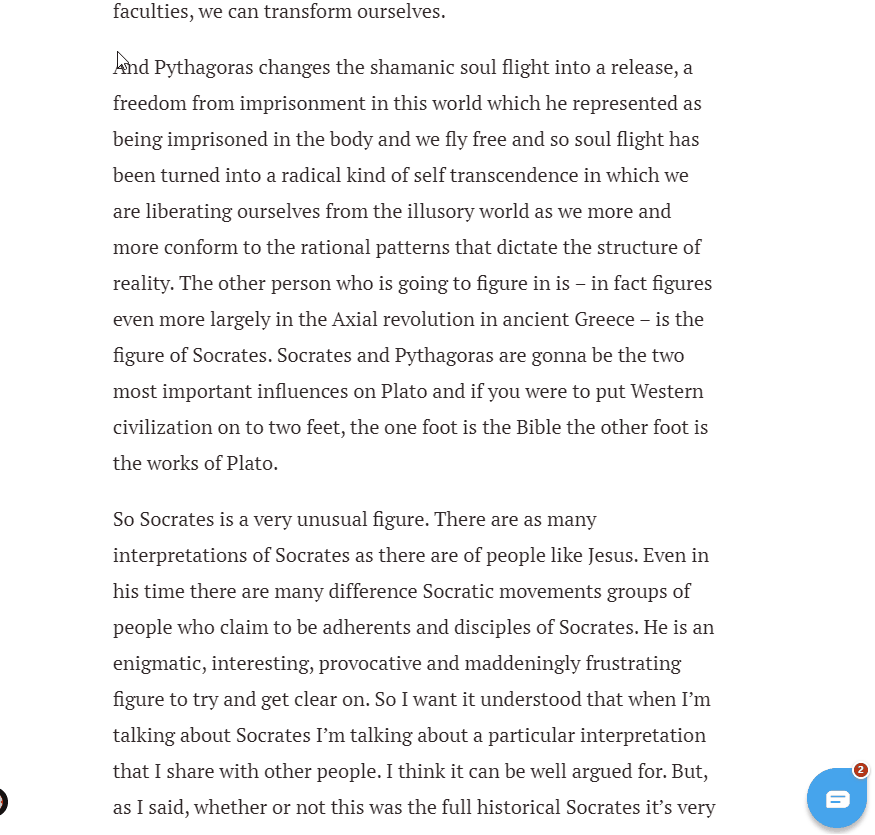 faculties, we can transform ourselves.
And Pythagoras changes the shamanic soul flight into a release, a
freedom from imprisonment in this world which he represented as
being imprisoned in the body and we fly free and so soul flight has
been turned into a radical kind of self transcendence in which we
are liberating ourselves from the illusory world as we more and
more conform to the rational patterns that dictate the structure of
reality. The other person who is going to figure in is – in fact figures
even more largely in the Axial revolution in ancient Greece – is the
figure of Socrates. Socrates and Pythagoras are gonna be the two
most important influences on Plato and if you were to put Western
civilization on to two feet, the one foot is the Bible the other foot is
the works of Plato.
So Socrates is a very unusual figure. There are as many
interpretations of Socrates as there are of people like Jesus. Even in
his time there are many difference Socratic movements groups of
people who claim to be adherents and disciples of Socrates. He is an
enigmatic, interesting, provocative and maddeningly frustrating
figure to try and get clear on. So I want it understood that when I’m
talking about Socrates I’m talking about a particular interpretation
that I share with other people. I think it can be well argued for. But,
as I said, whether or not this was the full historical Socrates it’s very
2